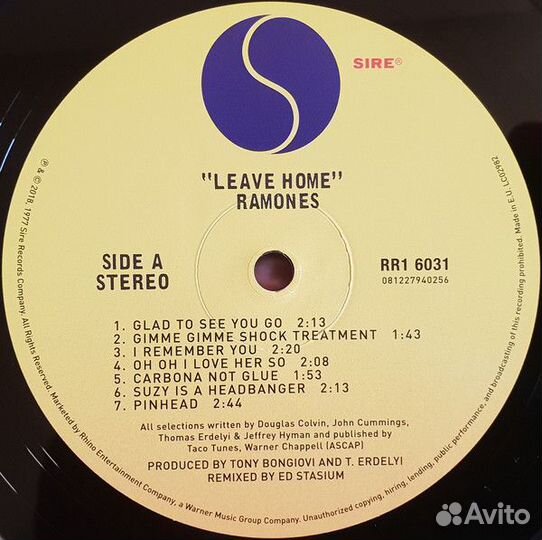 SIRE®
"LEAVE HOME"
RAMONES
SIDE A
STEREO
RR1 6031
081227940256
1. GLAD TO SEE YOU GO 2:13
2. GIMME GIMME SHOCK TREATMENT 1:43
3. I REMEMBER YOU 2:20
4. OH OH I LOVE HER SO 2:08
5. CARBONA NOT GLUE 1:53
6. SUZY IS A HEADBANGER 2:13
7. PINHEAD 2:44
All selections written by Douglas Colvin, John Cummings,
Thomas Erdelyi & Jeffrey Hyman and published by
Taco Tunes, Warner Chappell (ASCAP)
PRODUCED BY TONY BONGIOVI AND T. ERDELYI
REMIXED BY ED STASIUM
℗ & © 2018, 1977 Sire Records Company. Manufactured & Marketed by Rhino Entertainment Company, a Warner Music Group Company. Unauthorized copying, hiring, lending, public performance, and broadcasting of this recording prohibited. Made in E.U. LC02982
Avito